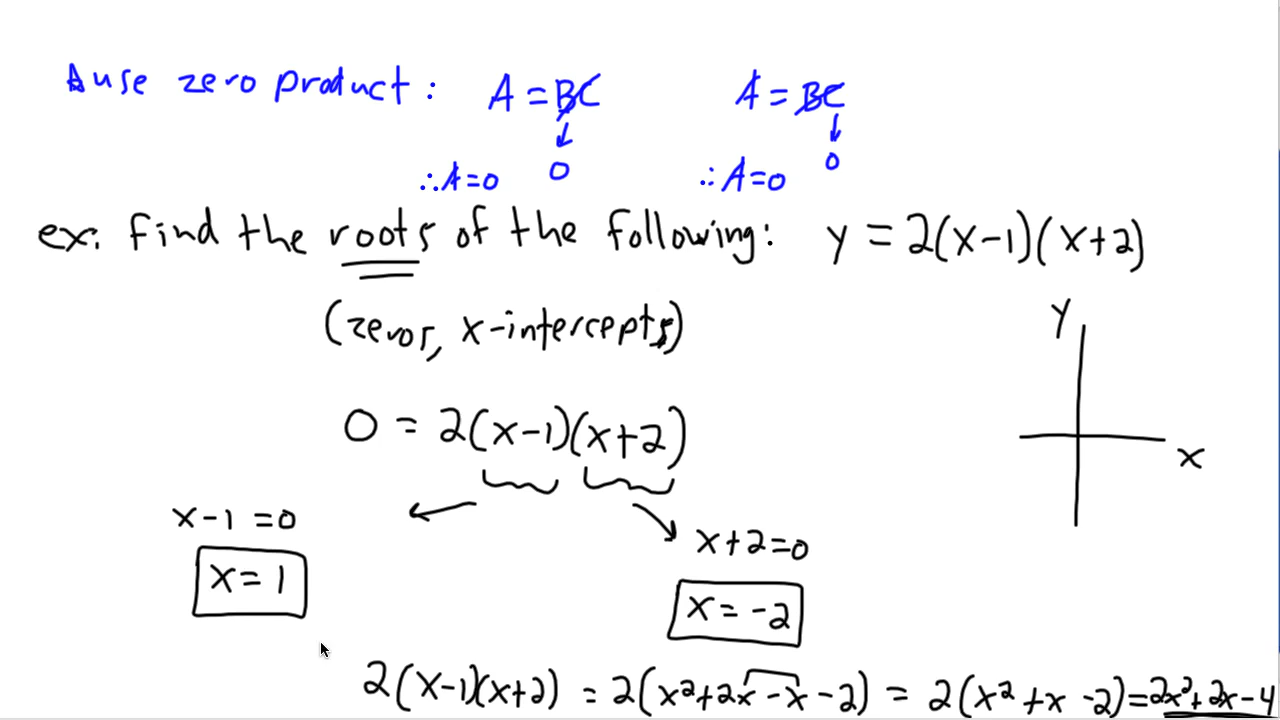 use zero product: A = BC A = BC
↓ ↓
0 0
∴A=0 ∴A=0
ex. find the roots of the following: y = 2(x-1)(x+2)
(zeros, x-intercepts)
y
0 = 2(x-1)(x+2)
x
← ↘
x-1 =0 x+2=0
x = 1 x = -2
2(x-1)(x+2) = 2(x²+2x-x-2) = 2(x²+x-2)=2x²+2x-4